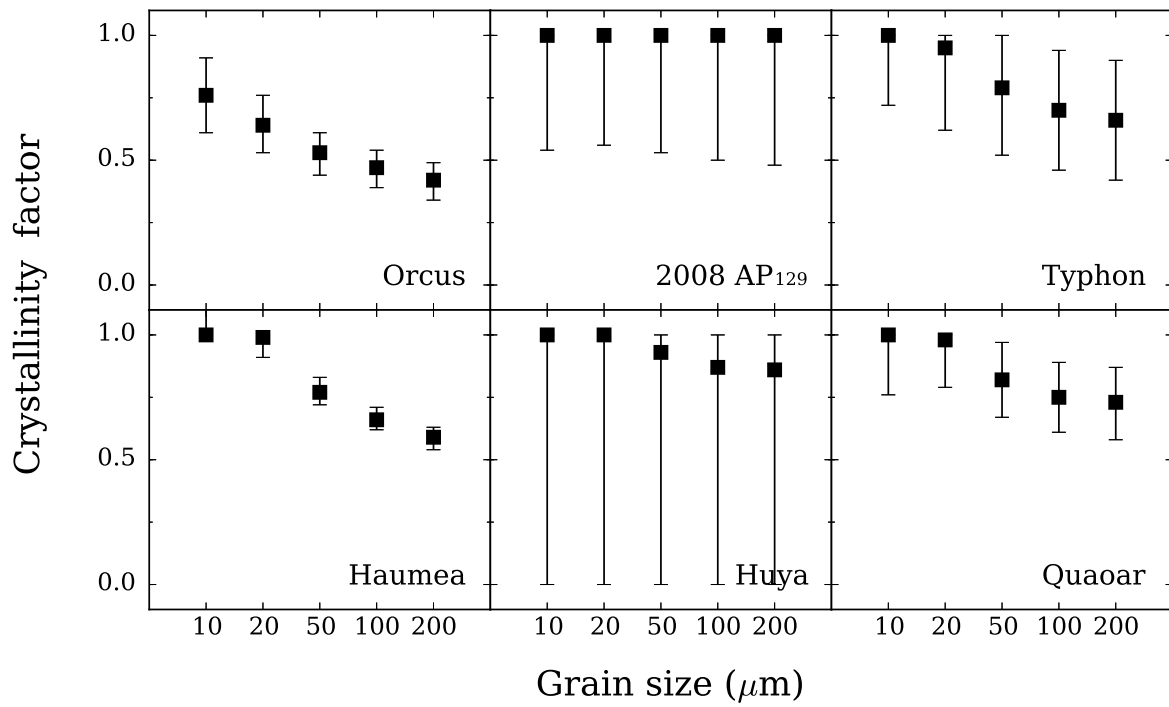 Crystallinity factor
1.0
0.5
0.0
Orcus
2008 AP₁₂₉
Typhon
1.0
0.5
0.0
Haumea
Huya
Quaoar
10 20 50 100 200 10 20 50 100 200 10 20 50 100 200
Grain size (μm)